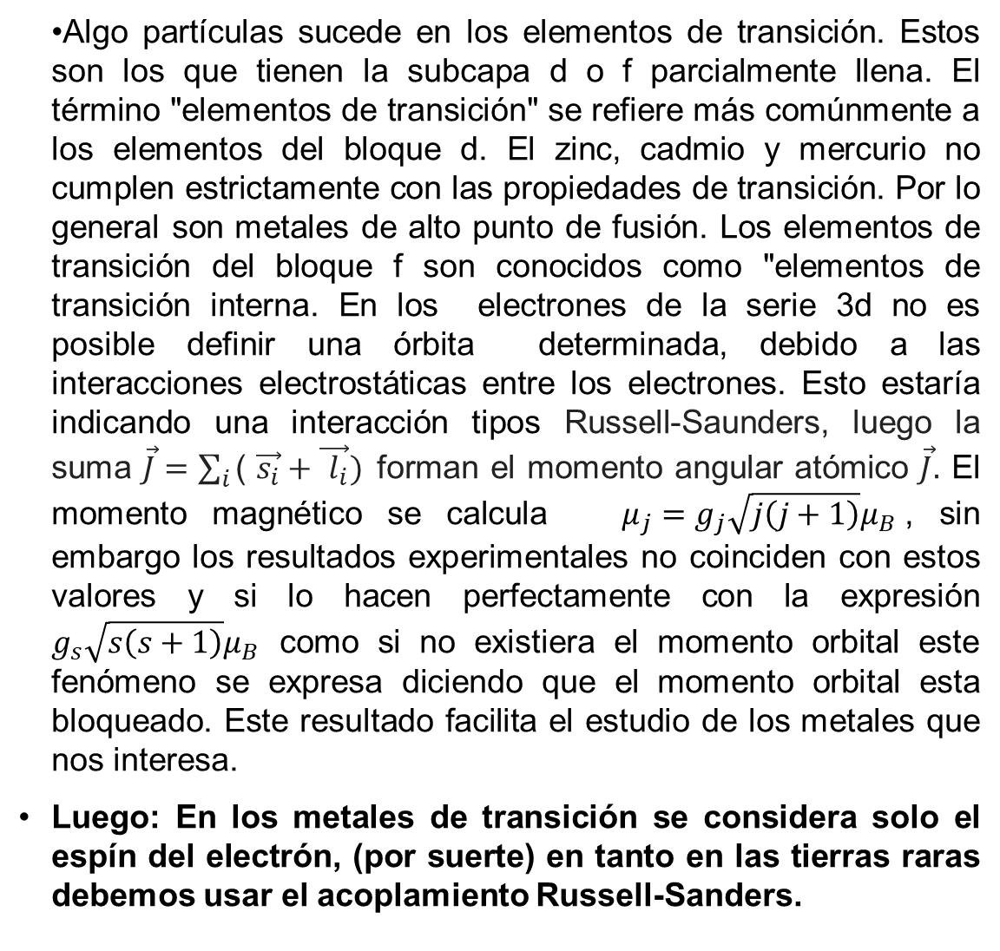 •Algo partículas sucede en los elementos de transición. Estos
son los que tienen la subcapa d o f parcialmente llena. El
término "elementos de transición" se refiere más comúnmente a
los elementos del bloque d. El zinc, cadmio y mercurio no
cumplen estrictamente con las propiedades de transición. Por lo
general son metales de alto punto de fusión. Los elementos de
transición del bloque f son conocidos como "elementos de
transición interna. En los electrones de la serie 3d no es
posible definir una órbita determinada, debido a las
interacciones electrostáticas entre los electrones. Esto estaría
indicando una interacción tipos Russell-Saunders, luego la
suma $\vec{J} = \sum_i ( \vec{s_i} + \vec{l_i})$ forman el momento angular atómico $\vec{J}$. El
momento magnético se calcula $\mu_j = g_j\sqrt{j(j+1)}\mu_B$ , sin
embargo los resultados experimentales no coinciden con estos
valores y si lo hacen perfectamente con la expresión
$g_s\sqrt{s(s+1)}\mu_B$ como si no existiera el momento orbital este
fenómeno se expresa diciendo que el momento orbital esta
bloqueado. Este resultado facilita el estudio de los metales que
nos interesa.
• Luego: En los metales de transición se considera solo el
espín del electrón, (por suerte) en tanto en las tierras raras
debemos usar el acoplamiento Russell-Sanders.